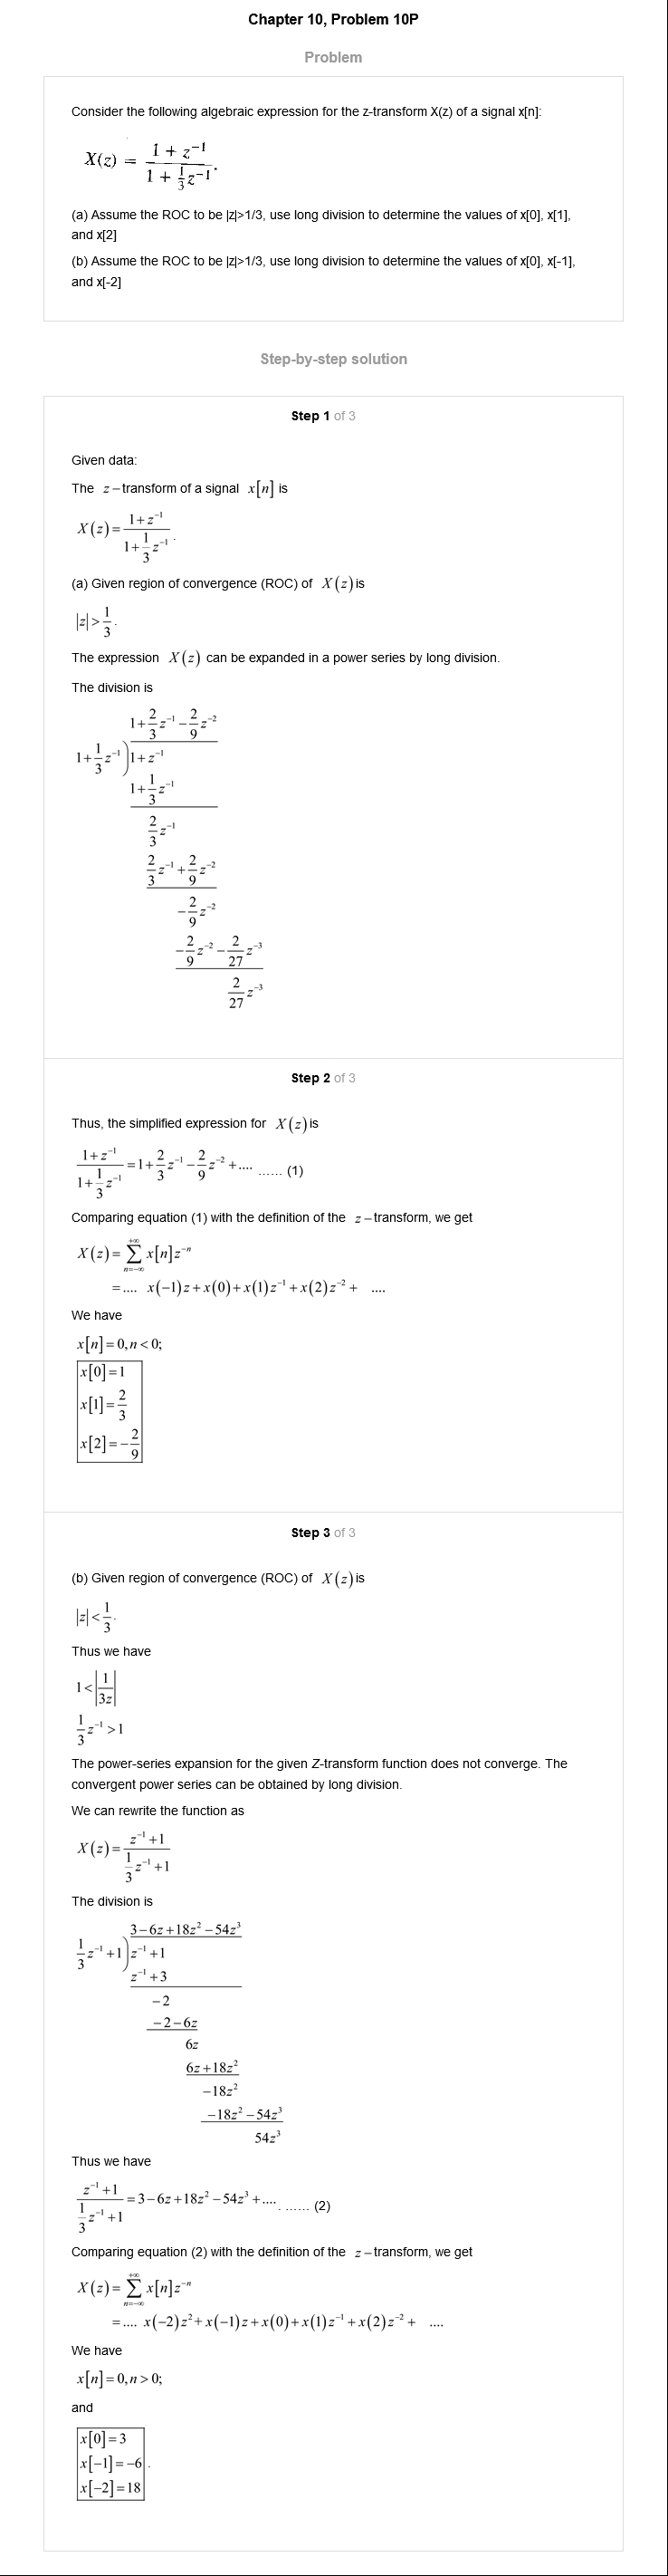 Chapter 10, Problem 10P
Problem
Consider the following algebraic expression for the z-transform X(z) of a signal x[n]:
X(z) = \frac{1 + z^{-1}}{1 + \frac{1}{3}z^{-1}}.
(a) Assume the ROC to be |z|>1/3, use long division to determine the values of x[0], x[1],
and x[2]
(b) Assume the ROC to be |z|>1/3, use long division to determine the values of x[0], x[-1],
and x[-2]
Step-by-step solution
Step 1 of 3
Given data:
The z – transform of a signal x[n] is
X(z) = \frac{1+z^{-1}}{1+\frac{1}{3}z^{-1}}.
(a) Given region of convergence (ROC) of X(z) is
|z| > \frac{1}{3}.
The expression X(z) can be expanded in a power series by long division.
The division is
1+\frac{2}{3}z^{-1}-\frac{2}{9}z^{-2}
1+\frac{1}{3}z^{-1} ) 1+z^{-1}
1+\frac{1}{3}z^{-1}
\frac{2}{3}z^{-1}
\frac{2}{3}z^{-1}+\frac{2}{9}z^{-2}
-\frac{2}{9}z^{-2}
-\frac{2}{9}z^{-2}-\frac{2}{27}z^{-3}
\frac{2}{27}z^{-3}
Step 2 of 3
Thus, the simplified expression for X(z) is
\frac{1+z^{-1}}{1+\frac{1}{3}z^{-1}} = 1+\frac{2}{3}z^{-1}-\frac{2}{9}z^{-2}+.... ...... (1)
Comparing equation (1) with the definition of the z – transform, we get
X(z) = \sum_{n=-\infty}^{+\infty} x[n]z^{-n}
= .... x(-1)z+x(0)+x(1)z^{-1}+x(2)z^{-2}+ ....
We have
x[n] = 0, n < 0;
x[0] = 1
x[1] = \frac{2}{3}
x[2] = -\frac{2}{9}
Step 3 of 3
(b) Given region of convergence (ROC) of X(z) is
|z| < \frac{1}{3}.
Thus we have
1 < |\frac{1}{3z}|
\frac{1}{3}z^{-1} > 1
The power-series expansion for the given Z-transform function does not converge. The
convergent power series can be obtained by long division.
We can rewrite the function as
X(z) = \frac{z^{-1}+1}{\frac{1}{3}z^{-1}+1}
The division is
3-6z+18z^{2}-54z^{3}
\frac{1}{3}z^{-1}+1 ) z^{-1}+1
z^{-1}+3
-2
-2-6z
6z
6z+18z^{2}
-18z^{2}
-18z^{2}-54z^{3}
54z^{3}
Thus we have
\frac{z^{-1}+1}{\frac{1}{3}z^{-1}+1} = 3-6z+18z^{2}-54z^{3}+.... ...... (2)
Comparing equation (2) with the definition of the z – transform, we get
X(z) = \sum_{n=-\infty}^{+\infty} x[n]z^{-n}
= .... x(-2)z^{2}+x(-1)z+x(0)+x(1)z^{-1}+x(2)z^{-2}+ ....
We have
x[n] = 0, n > 0;
and
x[0] = 3
x[-1] = -6.
x[-2] = 18